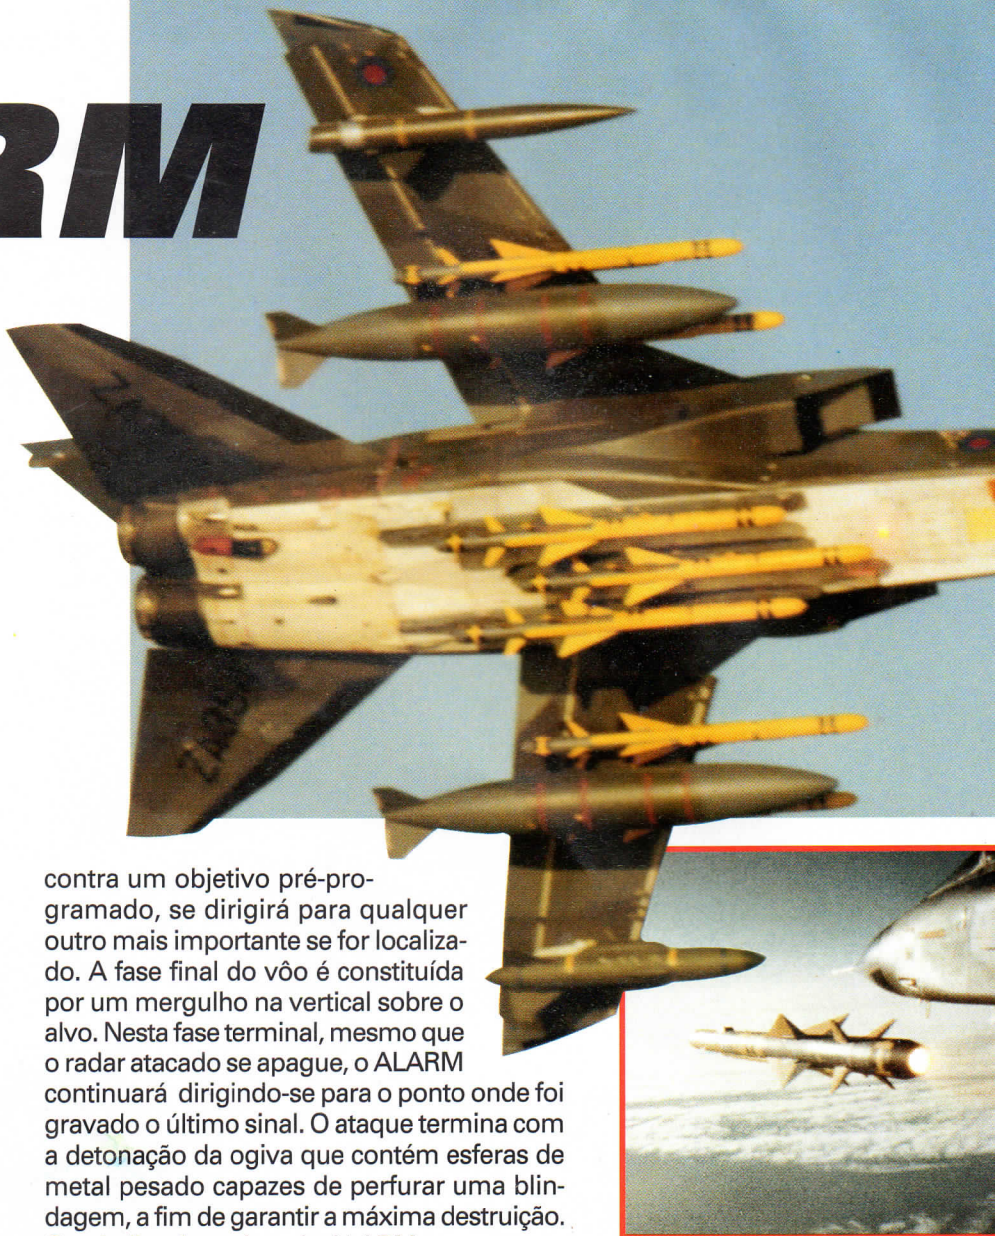 RM
contra um objetivo pré-pro-
gramado, se dirigirá para qualquer
outro mais importante se for localiza-
do. A fase final do vôo é constituída
por um mergulho na vertical sobre o
alvo. Nesta fase terminal, mesmo que
o radar atacado se apague, o ALARM
continuará dirigindo-se para o ponto onde foi
gravado o último sinal. O ataque termina com
a detonação da ogiva que contém esferas de
metal pesado capazes de perfurar uma blin-
dagem, a fim de garantir a máxima destruição.